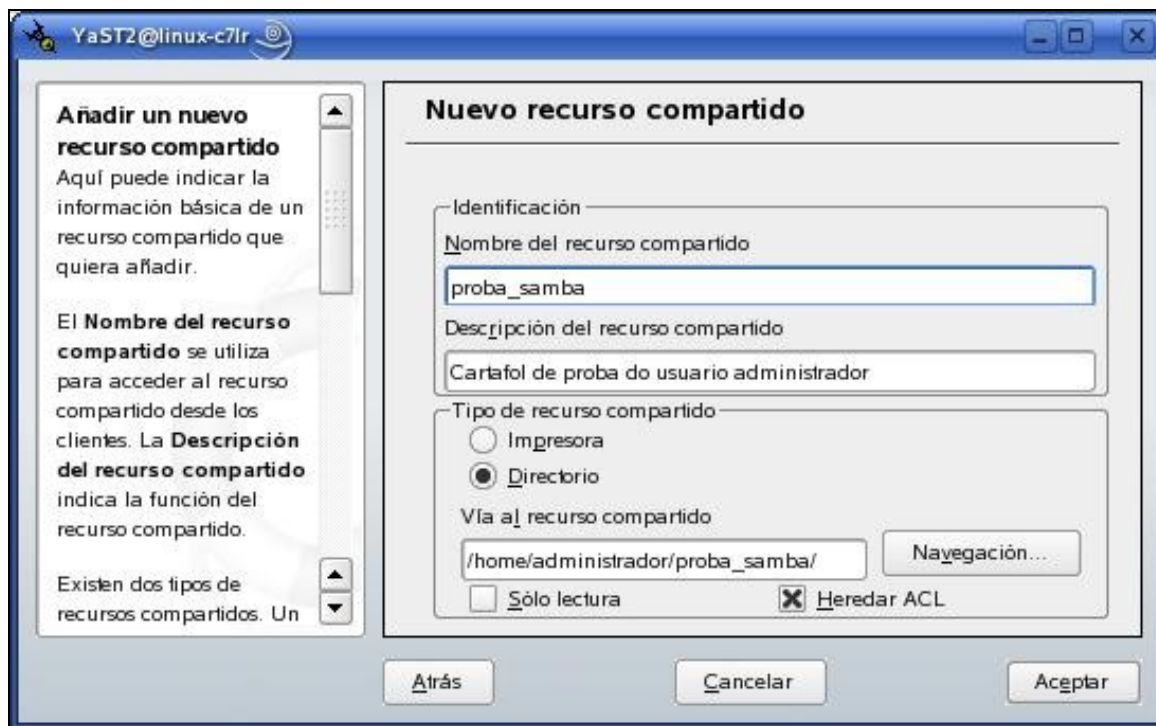 YaST2@linux-c7lr
Añadir un nuevo
recurso compartido
Aquí puede indicar la
información básica de un
recurso compartido que
quiera añadir.
El Nombre del recurso
compartido se utiliza
para acceder al recurso
compartido desde los
clientes. La Descripción
del recurso compartido
indica la función del
recurso compartido.
Existen dos tipos de
recursos compartidos. Un
Nuevo recurso compartido
Identificación
Nombre del recurso compartido
proba_samba
Descripción del recurso compartido
Cartafol de proba do usuario administrador
Tipo de recurso compartido
Impresora
Directorio
Vía al recurso compartido
/home/administrador/proba_samba/
Navegación...
Sólo lectura
Heredar ACL
Atrás
Cancelar
Aceptar